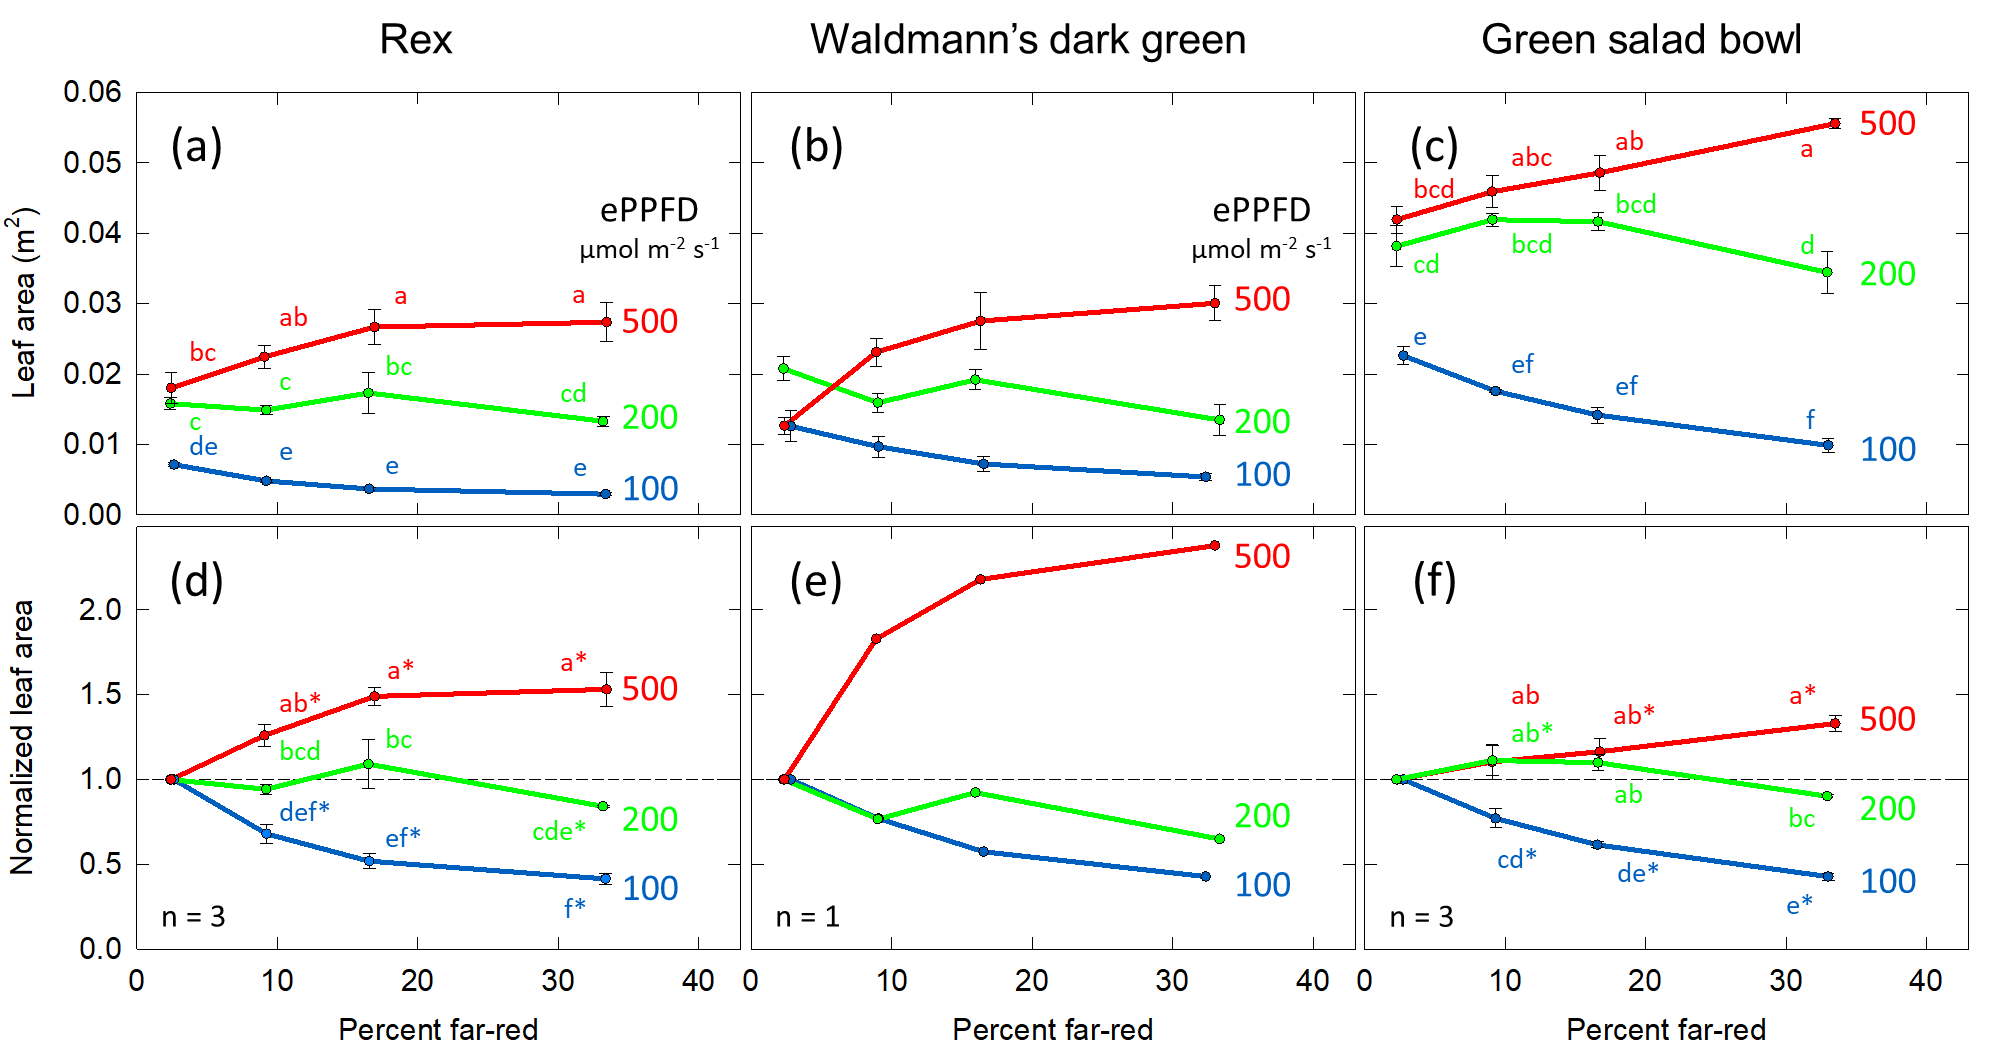 Rex
Waldmann’s dark green
Green salad bowl
Leaf area (m²)
0.06
0.05
0.04
0.03
0.02
0.01
0.00
(a)
ePPFD
µmol m⁻² s⁻¹
bc
ab
a
a
500
c
c
bc
cd
200
de
e
e
e
100
(b)
ePPFD
µmol m⁻² s⁻¹
500
200
100
(c)
bcd
abc
ab
a
500
cd
bcd
bcd
d
200
e
ef
ef
f
100
Normalized leaf area
2.0
1.5
1.0
0.5
0.0
(d)
ab*
a*
a*
500
bcd
bc
cde*
200
def*
ef*
f*
100
n = 3
0
10
20
30
40
Percent far-red
(e)
500
200
100
n = 1
0
10
20
30
40
Percent far-red
(f)
ab
ab*
a*
500
ab*
ab
bc
200
cd*
de*
e*
100
n = 3
0
10
20
30
40
Percent far-red